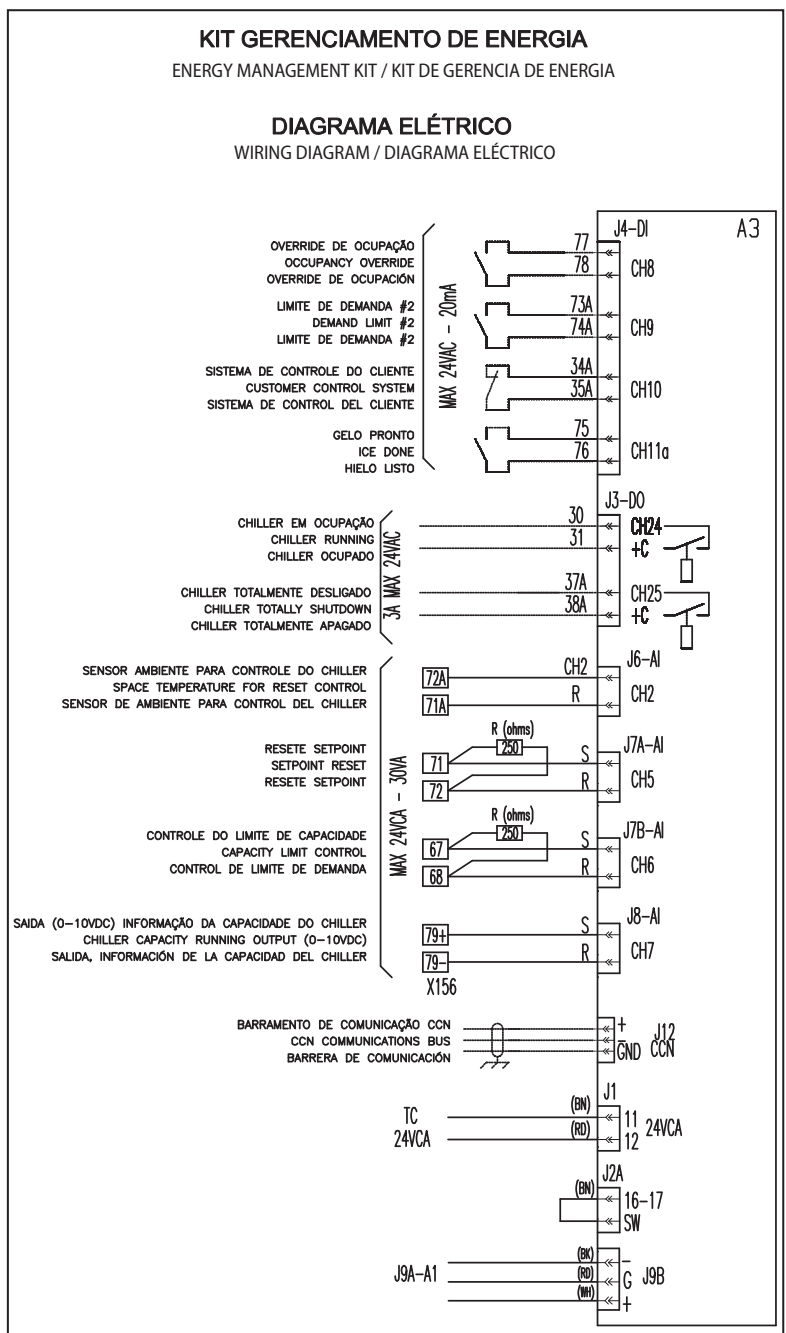 KIT GERENCIAMENTO DE ENERGIA
ENERGY MANAGEMENT KIT / KIT DE GERENCIA DE ENERGIA
DIAGRAMA ELÉTRICO
WIRING DIAGRAM / DIAGRAMA ELÉCTRICO
A3
J4-DI
OVERRIDE DE OCUPAÇÃO
OCCUPANCY OVERRIDE
OVERRIDE DE OCUPACIÓN
77
78
CH8
LIMITE DE DEMANDA #2
DEMAND LIMIT #2
LIMITE DE DEMANDA #2
73A
74A
CH9
MAX 24VAC - 20mA
SISTEMA DE CONTROLE DO CLIENTE
CUSTOMER CONTROL SYSTEM
SISTEMA DE CONTROL DEL CLIENTE
34A
35A
CH10
GELO PRONTO
ICE DONE
HIELO LISTO
75
76
CH11a
J3-DO
CHILLER EM OCUPAÇÃO
CHILLER RUNNING
CHILLER OCUPADO
30
31
CH24
+C
3A MAX 24VAC
CHILLER TOTALMENTE DESLIGADO
CHILLER TOTALLY SHUTDOWN
CHILLER TOTALMENTE APAGADO
37A
38A
CH25
+C
J6-AI
SENSOR AMBIENTE PARA CONTROLE DO CHILLER
SPACE TEMPERATURE FOR RESET CONTROL
SENSOR DE AMBIENTE PARA CONTROL DEL CHILLER
72A
71A
CH2
R
CH2
J7A-AI
RESETE SETPOINT
SETPOINT RESET
RESETE SETPOINT
71
72
R (ohms)
250
S
R
CH5
MAX 24VCA - 30VA
J7B-AI
CONTROLE DO LIMITE DE CAPACIDADE
CAPACITY LIMIT CONTROL
CONTROL DE LIMITE DE DEMANDA
67
68
R (ohms)
250
S
R
CH6
J8-AI
SAIDA (0-10VDC) INFORMAÇÃO DA CAPACIDADE DO CHILLER
CHILLER CAPACITY RUNNING OUTPUT (0-10VDC)
SALIDA, INFORMACIÓN DE LA CAPACIDAD DEL CHILLER
79+
79-
X156
S
R
CH7
BARRAMENTO DE COMUNICAÇÃO CCN
CCN COMMUNICATIONS BUS
BARRERA DE COMUNICACIÓN
+
-
GND
J12
CCN
J1
TC
24VCA
(BN)
(RD)
11
12
24VCA
J2A
(BN)
16-17
SW
J9A-A1
(BK)
(RD)
(WH)
-
G
+
J9B